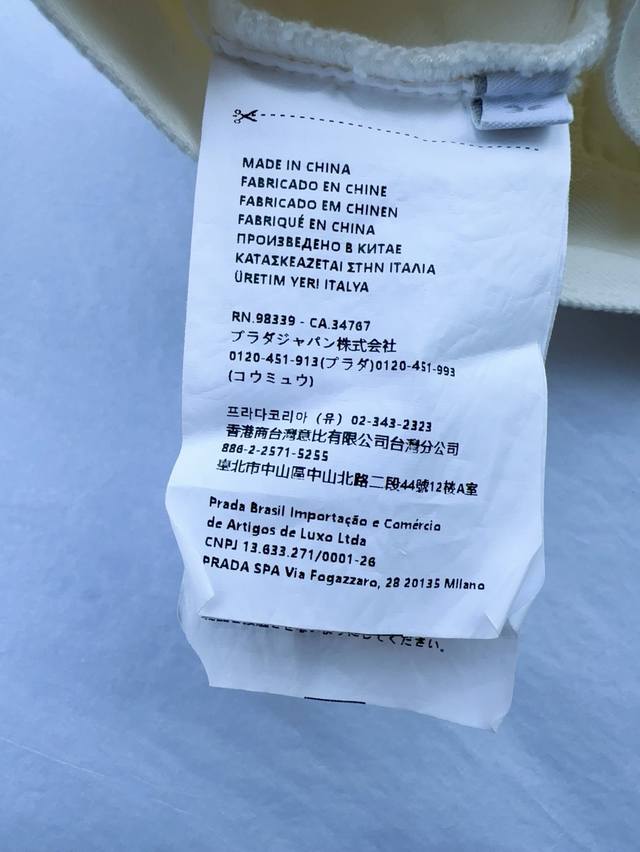 MADE IN CHINA
FABRICADO EN CHINE
FABRICADO EM CHINEN
FABRIQUÉ EN CHINA
ПРОИЗВЕДЕНО В КИТАЕ
ΚΑΤΑΣΚΕΑΖΕΤΑΙ ΣΤΗΝ ΙΤΑΛΙΑ
ÜRETIM YERI ITALYA
RN.98339 - CA.34767
プラダジャパン株式会社
0120-451-913(プラダ)0120-451-993
(コウミュウ)
프라다코리아 (유) 02-343-2323
香港商台灣意比有限公司台灣分公司
886-2-2571-5255
臺北市中山區中山北路二段44號12楼A室
Prada Brasil Importação e Comércio
de Artigos de Luxo Ltda
CNPJ 13.633.271/0001-26
PRADA SPA Via Fogazzaro, 28 20135 Milano
ください。